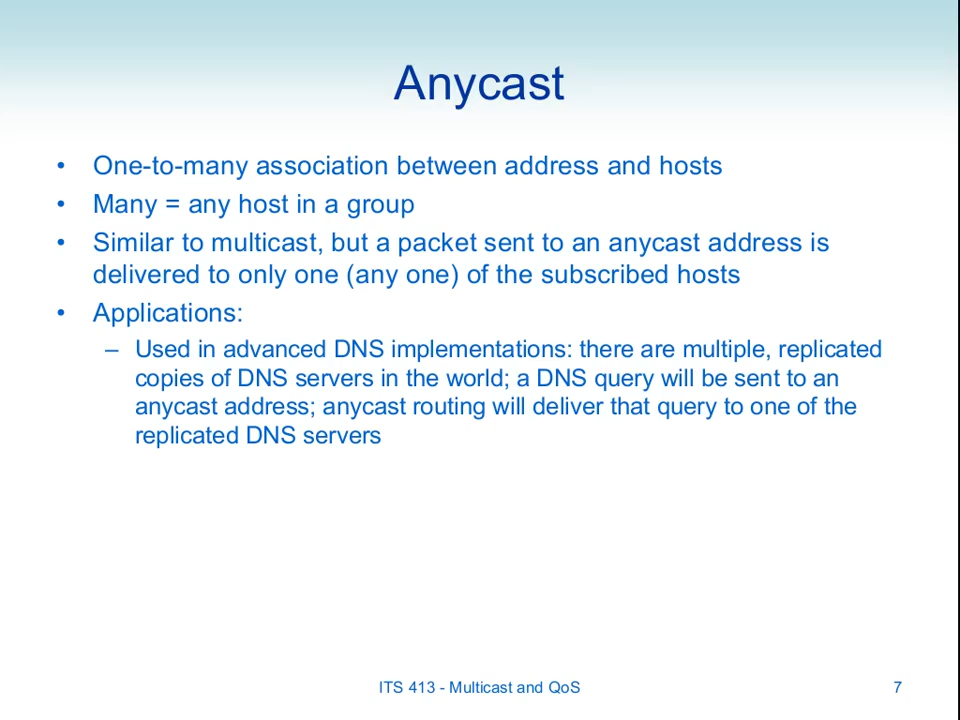 Anycast
• One-to-many association between address and hosts
• Many = any host in a group
• Similar to multicast, but a packet sent to an anycast address is
delivered to only one (any one) of the subscribed hosts
• Applications:
– Used in advanced DNS implementations: there are multiple, replicated
copies of DNS servers in the world; a DNS query will be sent to an
anycast address; anycast routing will deliver that query to one of the
replicated DNS servers
ITS 413 - Multicast and QoS
7